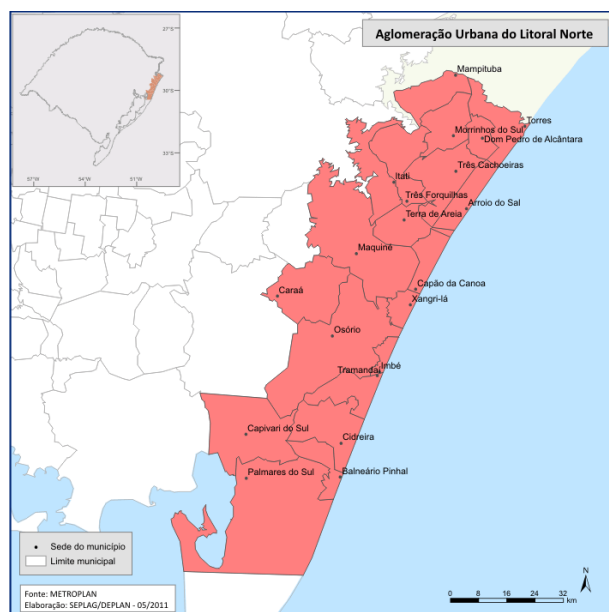 Aglomeração Urbana do Litoral Norte
27°S
30°S
33°S
57°W
54°W
51°W
Mampituba
Torres
Morrinhos do Sul
Dom Pedro de Alcântara
Três Cachoeiras
Itati
Três Forquilhas
Arroio do Sal
Terra de Areia
Maquiné
Capão da Canoa
Caraá
Xangri-lá
Osório
Imbé
Tramandaí
Capivari do Sul
Cidreira
Palmares do Sul
Balneário Pinhal
Sede do município
Limite municipal
Fonte: METROPLAN
Elaboração: SEPLAG/DEPLAN - 05/2011
N
0 8 16 24 32
km